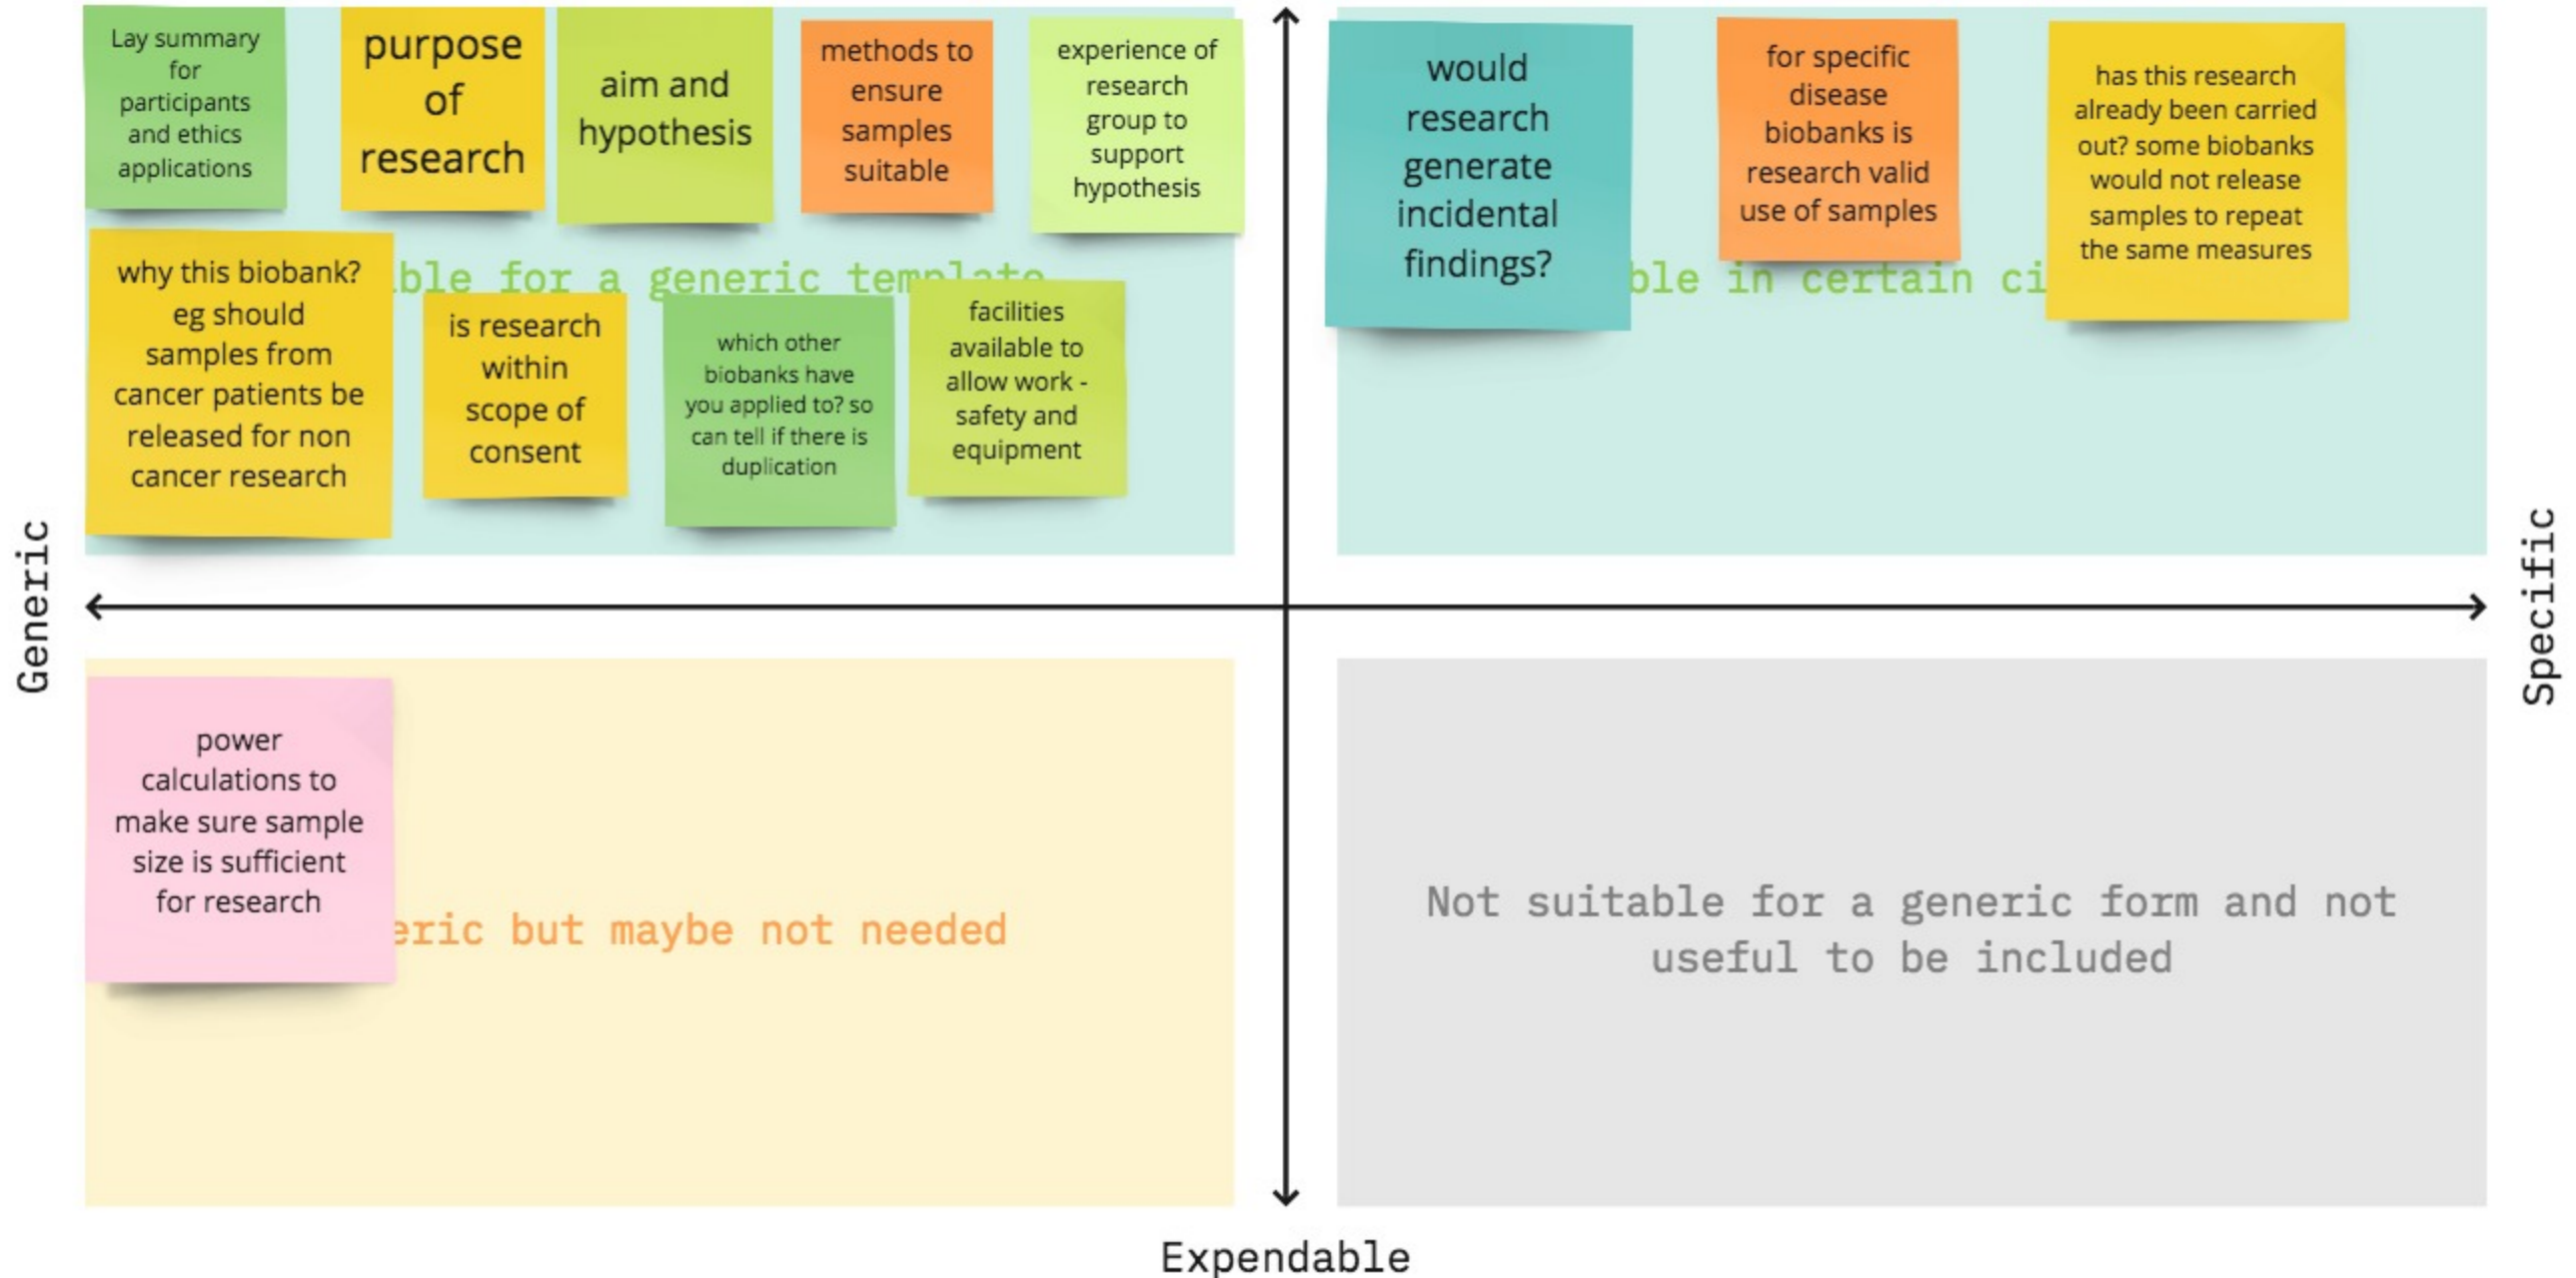 Lay summary
for
participants
and ethics
applications
purpose
of
research
aim and
hypothesis
methods to
ensure
samples
suitable
experience of
research
group to
support
hypothesis
would
research
generate
incidental
findings?
for specific
disease
biobanks is
research valid
use of samples
has this research
already been carried
out? some biobanks
would not release
samples to repeat
the same measures
ble for a generic template
ble in certain ci
why this biobank?
eg should
samples from
cancer patients be
released for non
cancer research
is research
within
scope of
consent
which other
biobanks have
you applied to? so
can tell if there is
duplication
facilities
available to
allow work -
safety and
equipment
Generic
Specific
power
calculations to
make sure sample
size is sufficient
for research
eric but maybe not needed
Not suitable for a generic form and not
useful to be included
Expendable